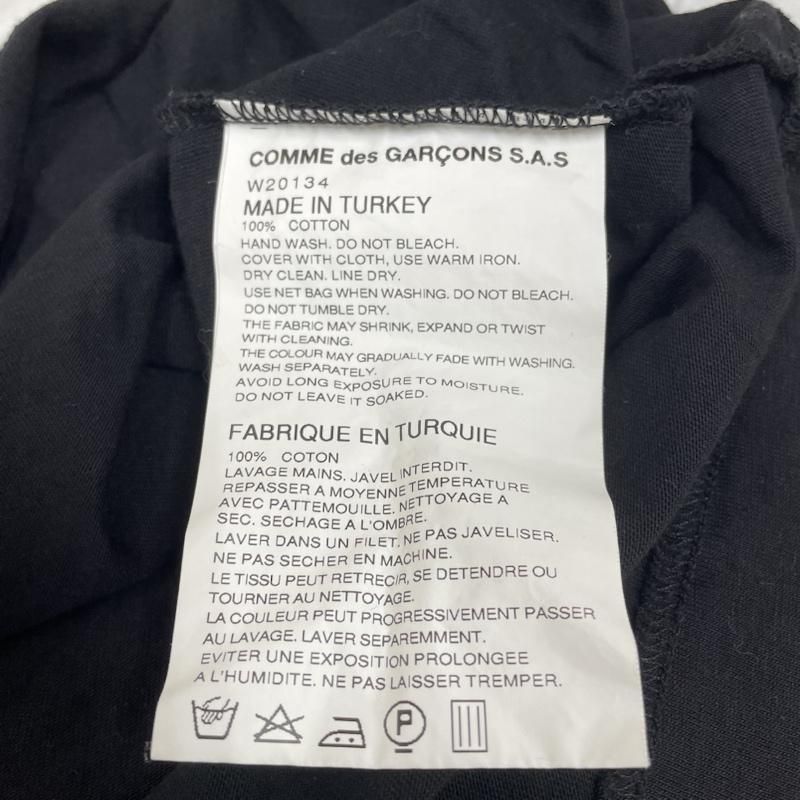 COMME des GARÇONS S.A.S
W20134
MADE IN TURKEY
100% COTTON
HAND WASH. DO NOT BLEACH.
COVER WITH CLOTH, USE WARM IRON.
DRY CLEAN. LINE DRY.
USE NET BAG WHEN WASHING. DO NOT BLEACH.
DO NOT TUMBLE DRY.
THE FABRIC MAY SHRINK, EXPAND OR TWIST
WITH CLEANING.
THE COLOUR MAY GRADUALLY FADE WITH WASHING.
WASH SEPARATELY.
AVOID LONG EXPOSURE TO MOISTURE.
DO NOT LEAVE IT SOAKED.
FABRIQUE EN TURQUIE
100% COTON
LAVAGE MAINS. JAVEL INTERDIT.
REPASSER A MOYENNE TEMPERATURE
AVEC PATTEMOUILLE. NETTOYAGE A
SEC. SECHAGE A L'OMBRE.
LAVER DANS UN FILET. NE PAS JAVELISER.
NE PAS SECHER EN MACHINE.
LE TISSU PEUT RETRECIR, SE DETENDRE OU
TOURNER AU NETTOYAGE.
LA COULEUR PEUT PROGRESSIVEMENT PASSER
AU LAVAGE. LAVER SEPAREMMENT.
EVITER UNE EXPOSITION PROLONGEE
A L'HUMIDITE. NE PAS LAISSER TREMPER.
P